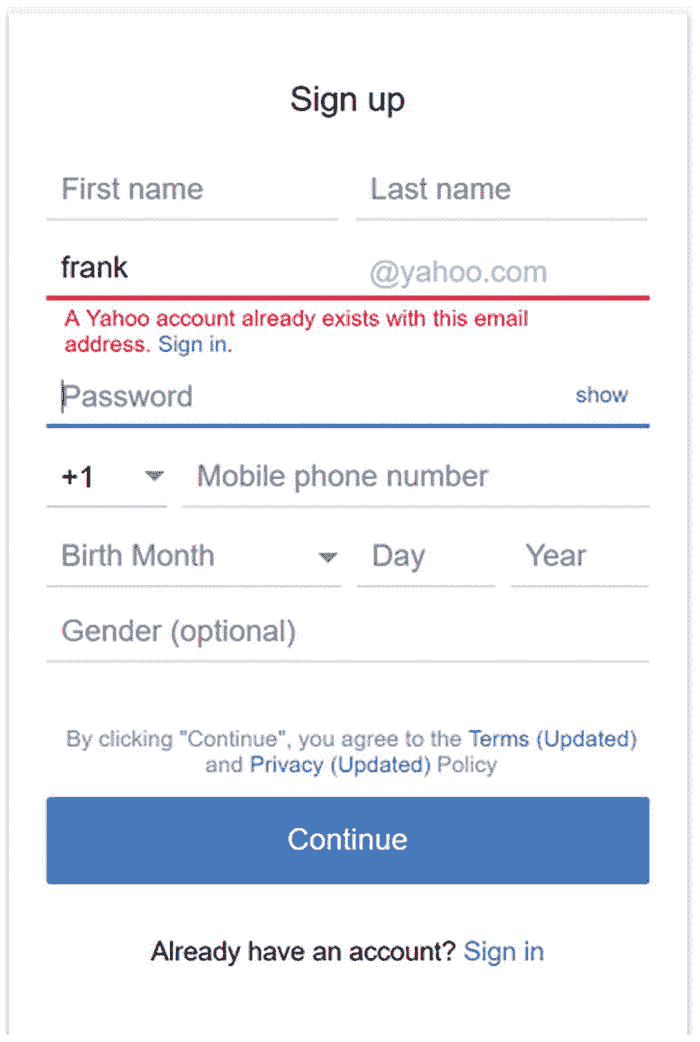 Sign up
First name Last name
frank @yahoo.com
A Yahoo account already exists with this email
address. Sign in.
Password show
+1 Mobile phone number
Birth Month Day Year
Gender (optional)
By clicking "Continue", you agree to the Terms (Updated)
and Privacy (Updated) Policy
Continue
Already have an account? Sign in